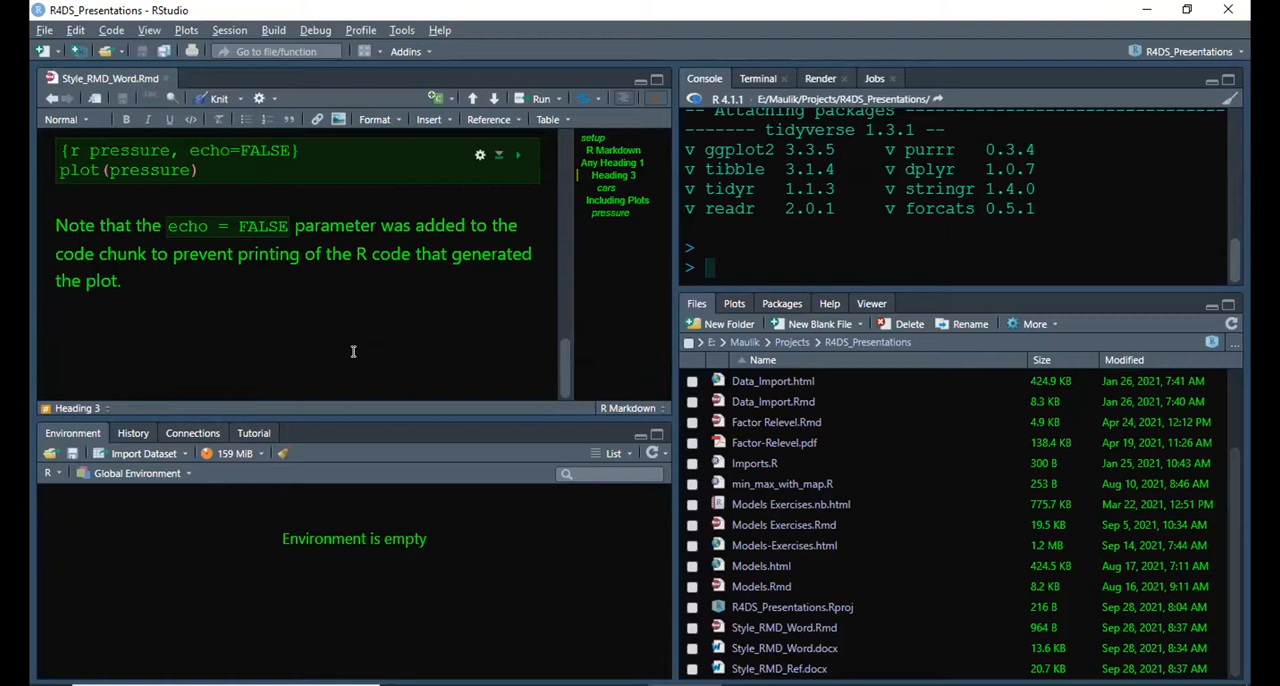 R4DS_Presentations - RStudio
File Edit Code View Plots Session Build Debug Profile Tools Help
Go to file/function Addins R4DS_Presentations
Style_RMD_Word.Rmd
Knit Run
Normal B I U </> Format Insert Reference Table
{r pressure, echo=FALSE}
plot(pressure)
Note that the echo = FALSE parameter was added to the
code chunk to prevent printing of the R code that generated
the plot.
setup
R Markdown
Any Heading 1
Heading 3
cars
Including Plots
pressure
Heading 3 R Markdown
Environment History Connections Tutorial
Import Dataset 159 MiB List
R Global Environment
Environment is empty
Console Terminal Render Jobs
R 4.1.1 E:/Maulik/Projects/R4DS_Presentations/
-- Attaching packages --------------------
------- tidyverse 1.3.1 --
v ggplot2 3.3.5 v purrr 0.3.4
v tibble 3.1.4 v dplyr 1.0.7
v tidyr 1.1.3 v stringr 1.4.0
v readr 2.0.1 v forcats 0.5.1
>
>
Files Plots Packages Help Viewer
New Folder New Blank File Delete Rename More
E: Maulik Projects R4DS_Presentations ...
Name Size Modified
Data_Import.html 424.9 KB Jan 26, 2021, 7:41 AM
Data_Import.Rmd 8.3 KB Jan 26, 2021, 7:40 AM
Factor Relevel.Rmd 4.9 KB Apr 24, 2021, 12:12 PM
Factor-Relevel.pdf 138.4 KB Apr 19, 2021, 11:26 AM
Imports.R 300 B Jan 25, 2021, 10:43 AM
min_max_with_map.R 253 B Aug 10, 2021, 8:46 AM
Models Exercises.nb.html 775.7 KB Mar 22, 2021, 12:51 PM
Models Exercises.Rmd 19.5 KB Sep 5, 2021, 10:34 AM
Models-Exercises.html 1.2 MB Sep 14, 2021, 7:44 AM
Models.html 424.5 KB Aug 17, 2021, 7:11 AM
Models.Rmd 8.2 KB Aug 16, 2021, 9:11 AM
R4DS_Presentations.Rproj 216 B Sep 28, 2021, 8:04 AM
Style_RMD_Word.Rmd 964 B Sep 28, 2021, 8:37 AM
Style_RMD_Word.docx 13.6 KB Sep 28, 2021, 8:34 AM
Style_RMD_Ref.docx 20.7 KB Sep 28, 2021, 8:37 AM